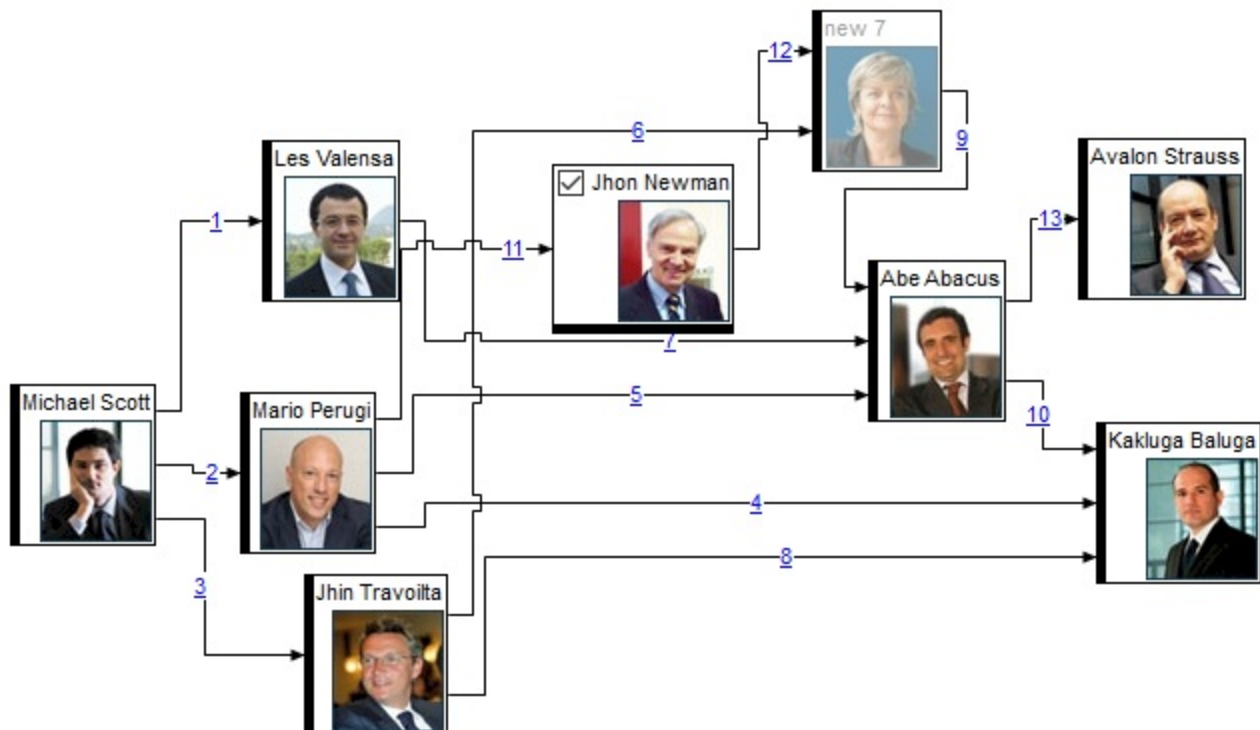 new 7
12
6
9
Les Valensa
Jhon Newman
Avalon Strauss
1
11
13
Abe Abacus
7
Michael Scott
Mario Perugi
5
10
2
Kakluga Baluga
4
3
8
Jhin Travoilta